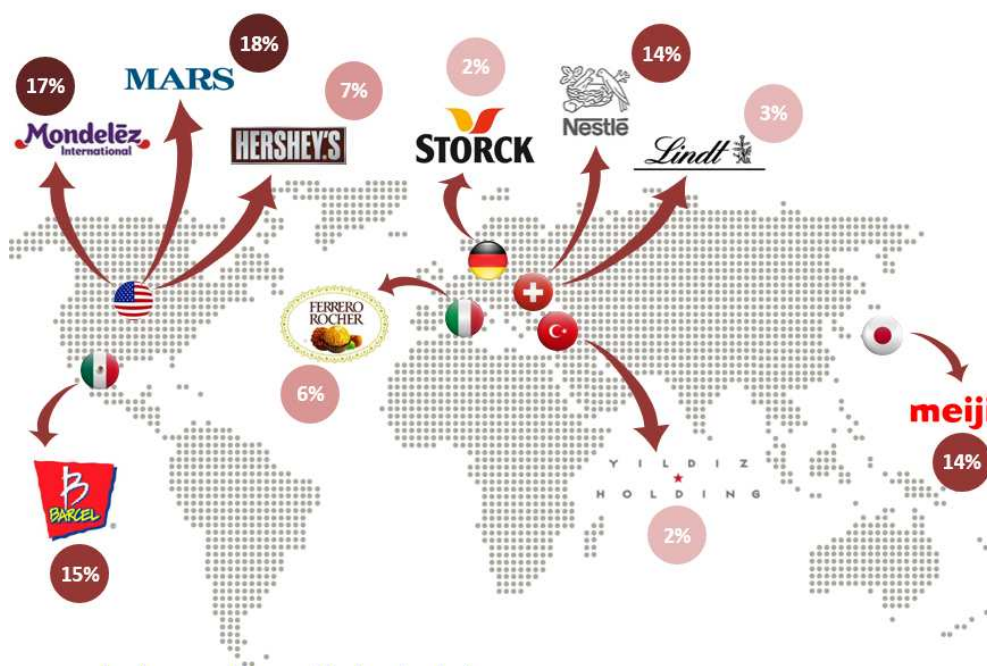 18%
17%
MARS
Mondelēz
International
7%
HERSHEY'S
2%
STORCK
14%
Nestlé
3%
Lindt
FERRERO
ROCHER
6%
meiji
14%
B
BARCEL
15%
YILDIZ
HOLDING
2%